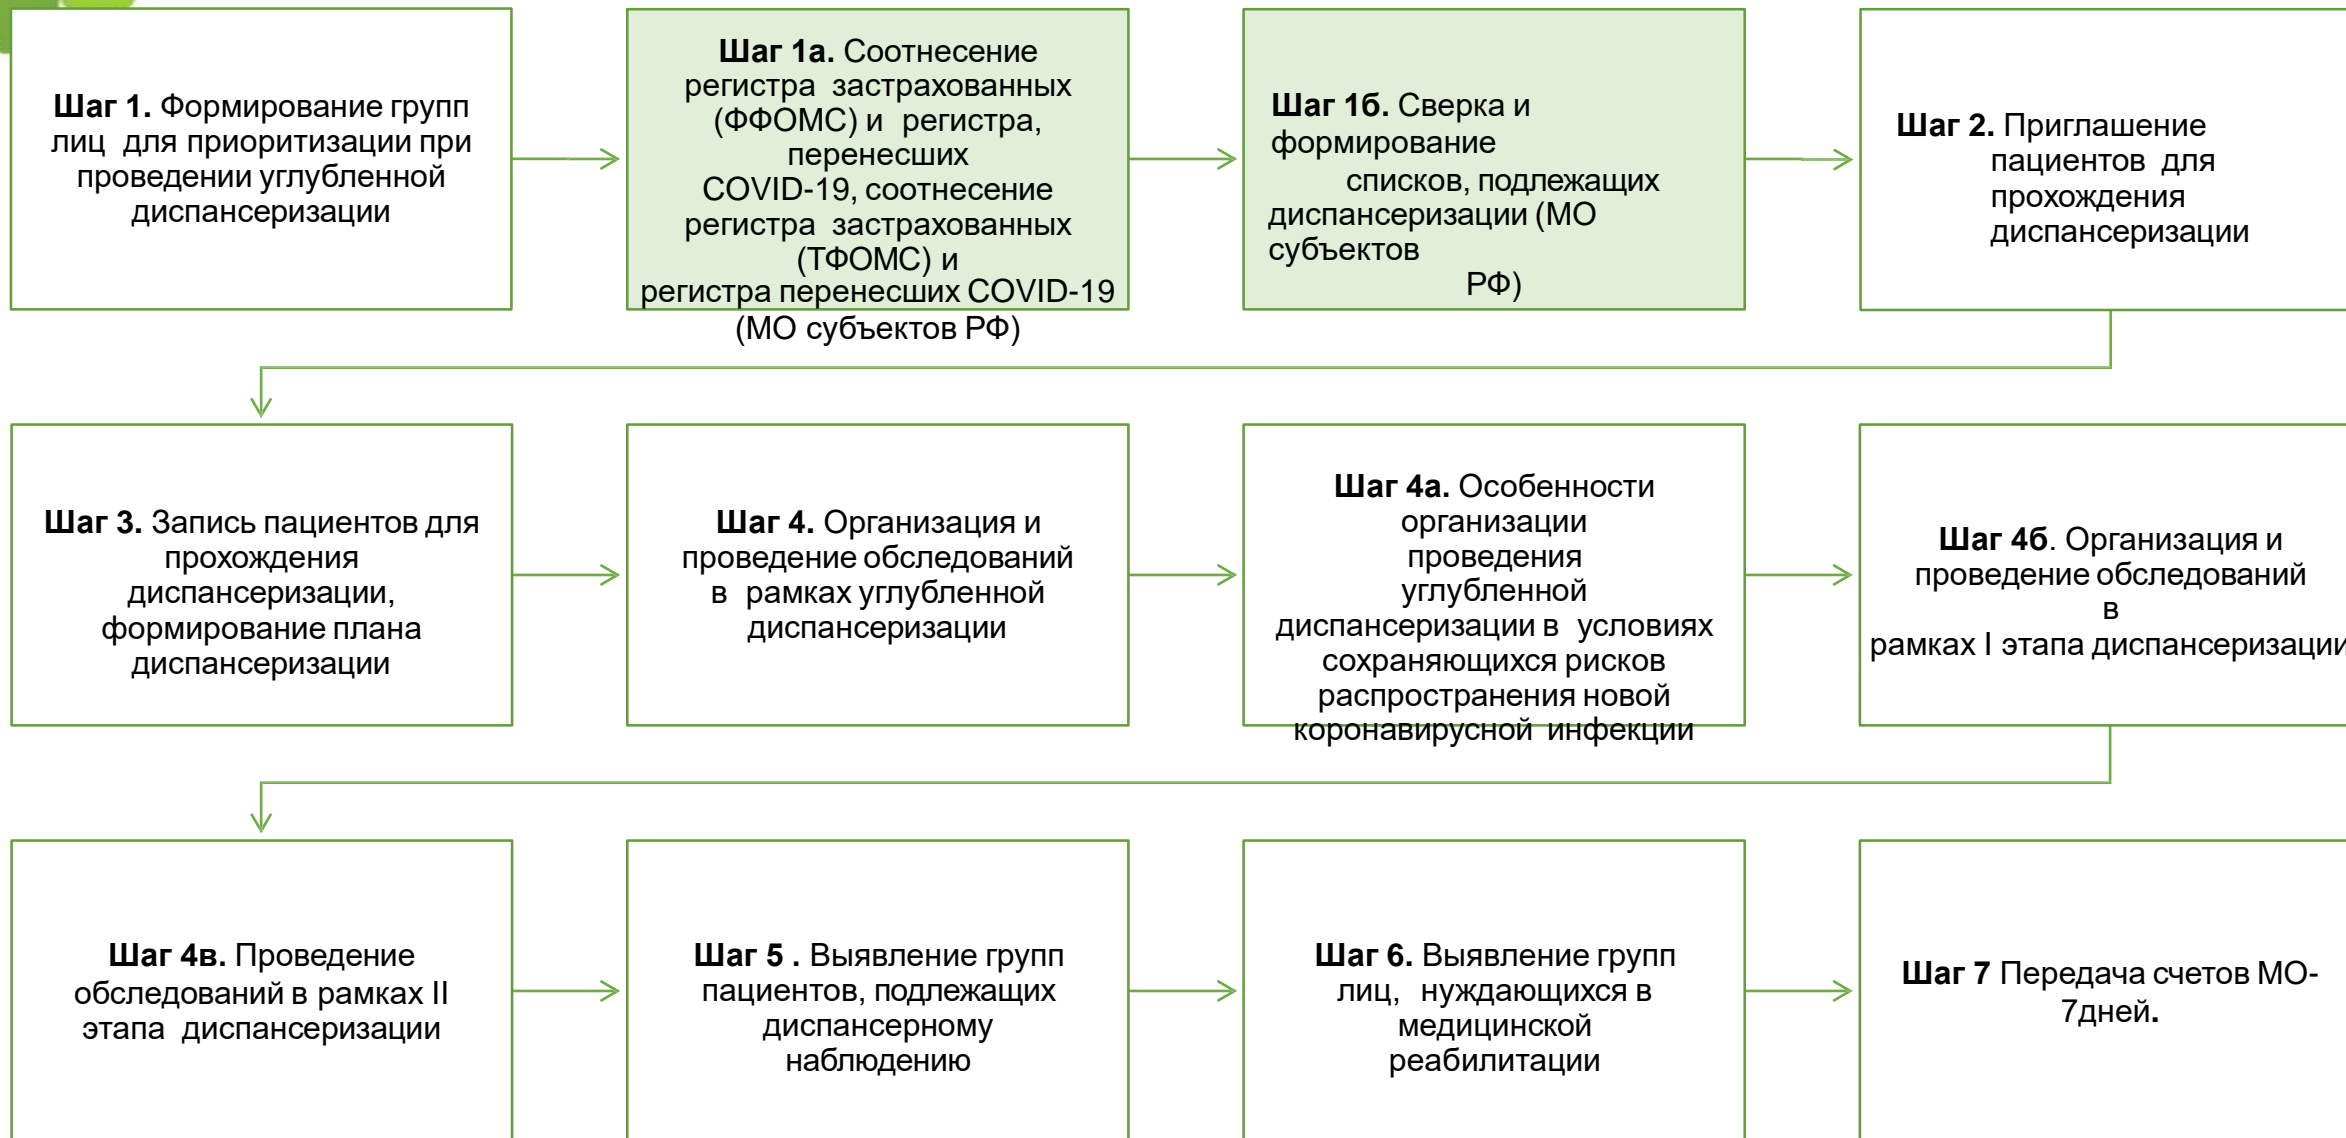 Шаг 1. Формирование групп
лиц для приоритизации при
проведении углубленной
диспансеризации
Шаг 1а. Соотнесение
регистра застрахованных
(ФФОМС) и регистра,
перенесших
COVID-19, соотнесение
регистра застрахованных
(ТФОМС) и
регистра перенесших COVID-19
(МО субъектов РФ)
Шаг 1б. Сверка и
формирование
списков, подлежащих
диспансеризации (МО
субъектов
РФ)
Шаг 2. Приглашение
пациентов для
прохождения
диспансеризации
Шаг 3. Запись пациентов для
прохождения
диспансеризации,
формирование плана
диспансеризации
Шаг 4. Организация и
проведение обследований
в рамках углубленной
диспансеризации
Шаг 4а. Особенности
организации
проведения
углубленной
диспансеризации в условиях
сохраняющихся рисков
распространения новой
коронавирусной инфекции
Шаг 4б. Организация и
проведение обследований
в
рамках I этапа диспансеризации
Шаг 4в. Проведение
обследований в рамках II
этапа диспансеризации
Шаг 5 . Выявление групп
пациентов, подлежащих
диспансерному
наблюдению
Шаг 6. Выявление групп
лиц, нуждающихся в
медицинской
реабилитации
Шаг 7 Передача счетов МО-
7дней.